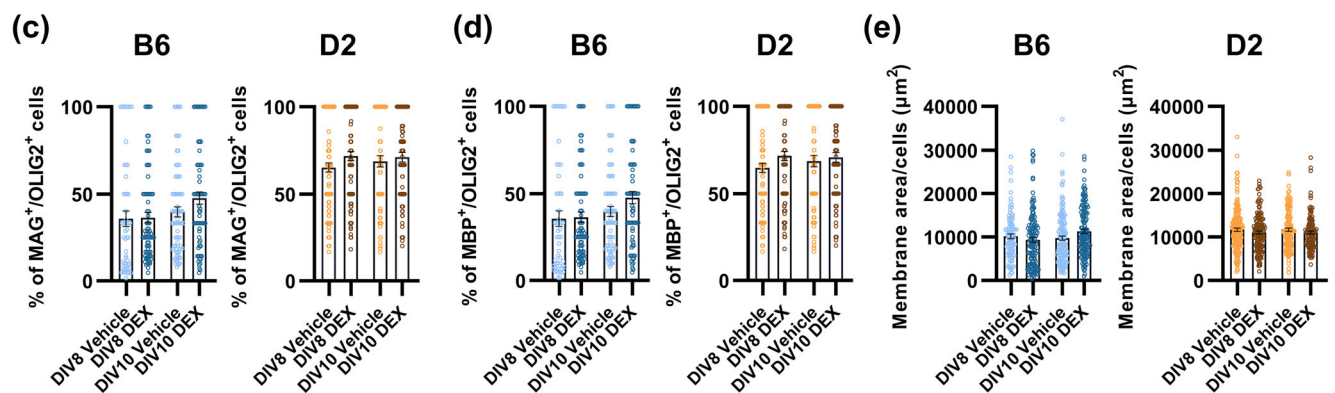 (c)
B6
D2
% of MAG⁺/OLIG2⁺ cells
100
50
0
DIV8 Vehicle
DIV8 DEX
DIV10 Vehicle
DIV10 DEX
% of MAG⁺/OLIG2⁺ cells
100
50
0
DIV8 Vehicle
DIV8 DEX
DIV10 Vehicle
DIV10 DEX
(d)
B6
D2
% of MBP⁺/OLIG2⁺ cells
100
50
0
DIV8 Vehicle
DIV8 DEX
DIV10 Vehicle
DIV10 DEX
% of MBP⁺/OLIG2⁺ cells
100
50
0
DIV8 Vehicle
DIV8 DEX
DIV10 Vehicle
DIV10 DEX
(e)
B6
D2
Membrane area/cells (µm²)
40000
30000
20000
10000
0
DIV8 Vehicle
DIV8 DEX
DIV10 Vehicle
DIV10 DEX
Membrane area/cells (µm²)
40000
30000
20000
10000
0
DIV8 Vehicle
DIV8 DEX
DIV10 Vehicle
DIV10 DEX